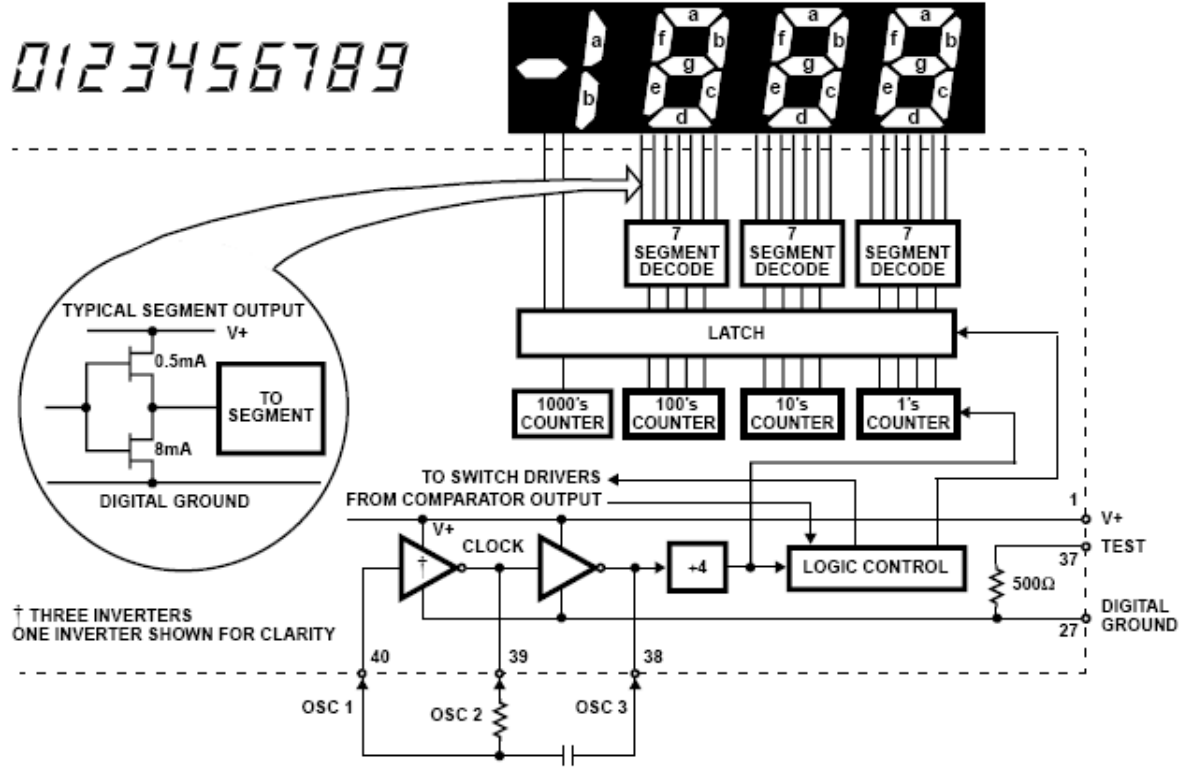 0123456789
a
b
a
f
b
g
e
c
d
a
f
b
g
e
c
d
a
f
b
g
e
c
d
7
SEGMENT
DECODE
7
SEGMENT
DECODE
7
SEGMENT
DECODE
LATCH
1000's
COUNTER
100's
COUNTER
10's
COUNTER
1's
COUNTER
TYPICAL SEGMENT OUTPUT
V+
0.5mA
TO
SEGMENT
8mA
DIGITAL GROUND
TO SWITCH DRIVERS
FROM COMPARATOR OUTPUT
V+
CLOCK
†
÷4
LOGIC CONTROL
1
V+
TEST
37
500Ω
DIGITAL
GROUND
27
† THREE INVERTERS
ONE INVERTER SHOWN FOR CLARITY
40
39
38
OSC 1
OSC 2
OSC 3